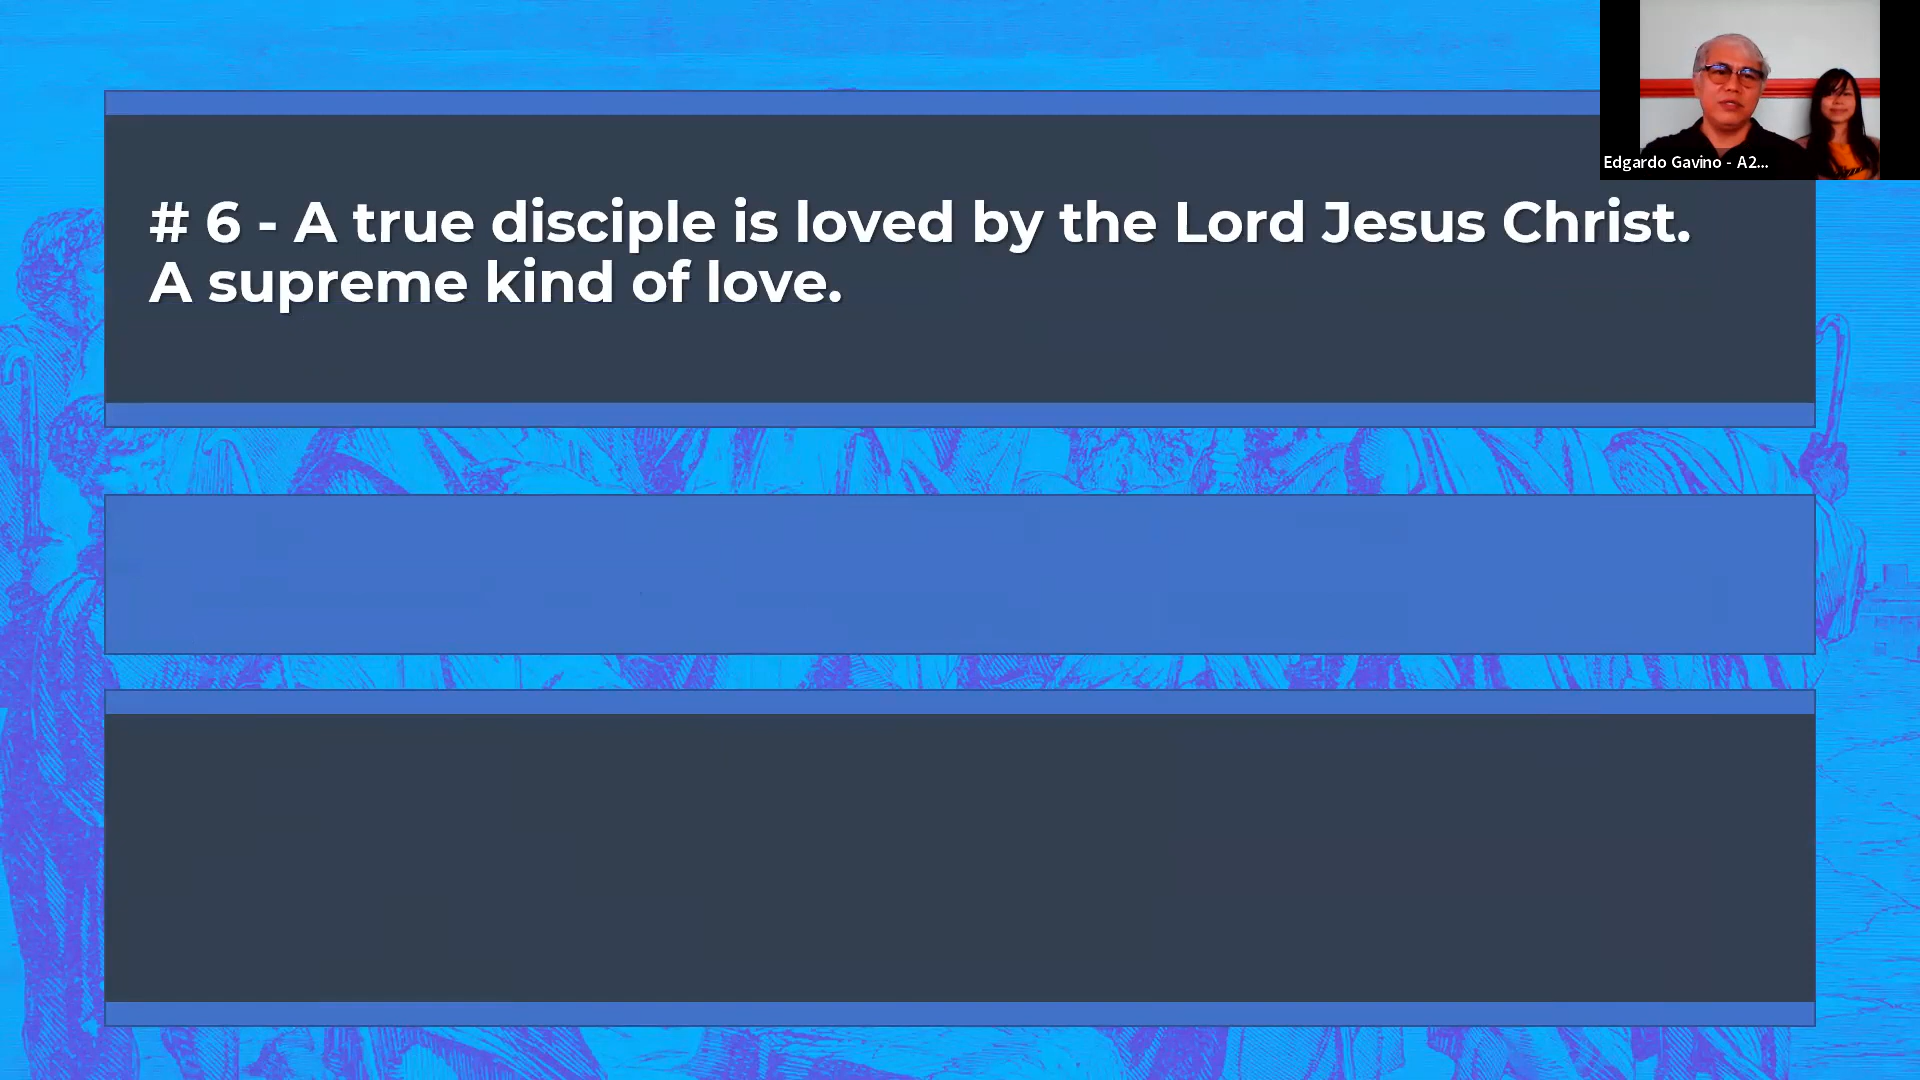 Edgardo Gavino - A2...
# 6 - A true disciple is loved by the Lord Jesus Christ.
A supreme kind of love.